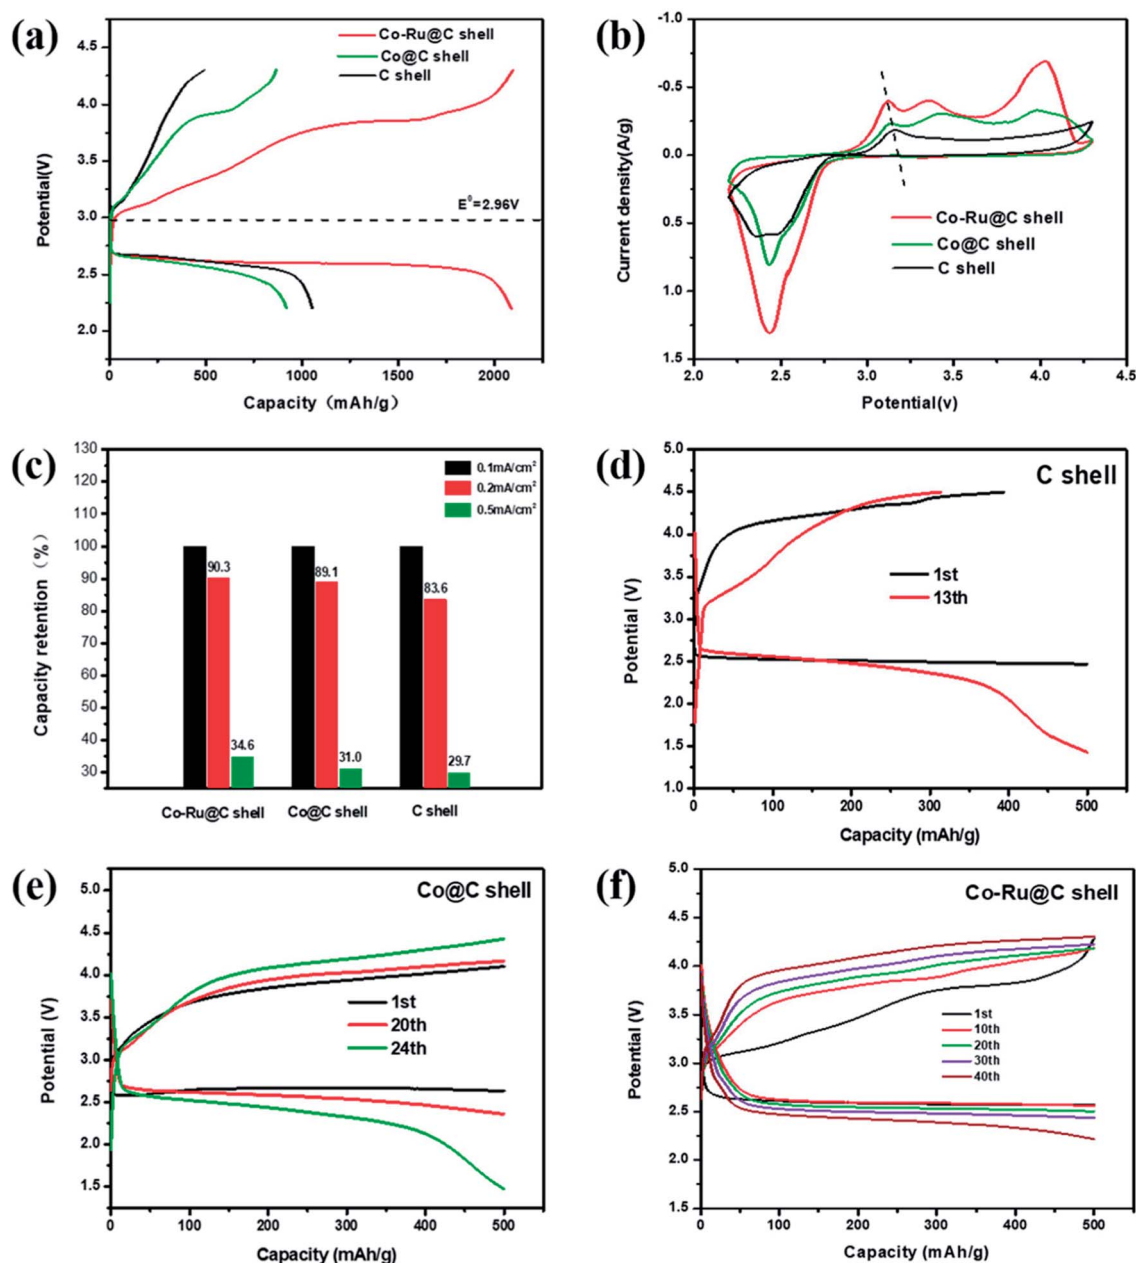 (a)
Co-Ru@C shell
Co@C shell
C shell
E⁰=2.96V
Potential(V)
4.5
4.0
3.5
3.0
2.5
2.0
0 500 1000 1500 2000
Capacity (mAh/g)
(b)
-1.0
-0.5
0.0
0.5
1.0
1.5
Current density(A/g)
Co-Ru@C shell
Co@C shell
C shell
2.0 2.5 3.0 3.5 4.0 4.5
Potential(v)
(c)
130
120
110
100
90
80
70
60
50
40
30
Capacity retention (%)
0.1mA/cm²
0.2mA/cm²
0.5mA/cm²
90.3
34.6
89.1
31.0
83.6
29.7
Co-Ru@C shell Co@C shell C shell
(d)
C shell
5.0
4.5
4.0
3.5
3.0
2.5
2.0
1.5
1.0
Potential (V)
1st
13th
0 100 200 300 400 500
Capacity (mAh/g)
(e)
Co@C shell
5.0
4.5
4.0
3.5
3.0
2.5
2.0
1.5
Potential (V)
1st
20th
24th
0 100 200 300 400 500
Capacity (mAh/g)
(f)
Co-Ru@C shell
5.0
4.5
4.0
3.5
3.0
2.5
2.0
1.5
Potential (V)
1st
10th
20th
30th
40th
0 100 200 300 400 500
Capacity (mAh/g)